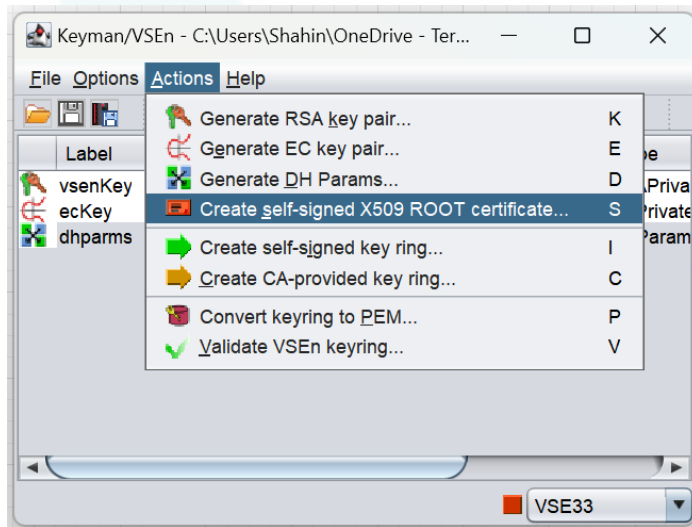 Keyman/VSEn - C:\Users\Shahin\OneDrive - Ter...
File Options Actions Help
Generate RSA key pair... K
Generate EC key pair... E
Generate DH Params... D
Create self-signed X509 ROOT certificate... S
Create self-signed key ring... I
Create CA-provided key ring... C
Convert keyring to PEM... P
Validate VSEn keyring... V
Label
vsenKey
ecKey
dhparms
VSE33